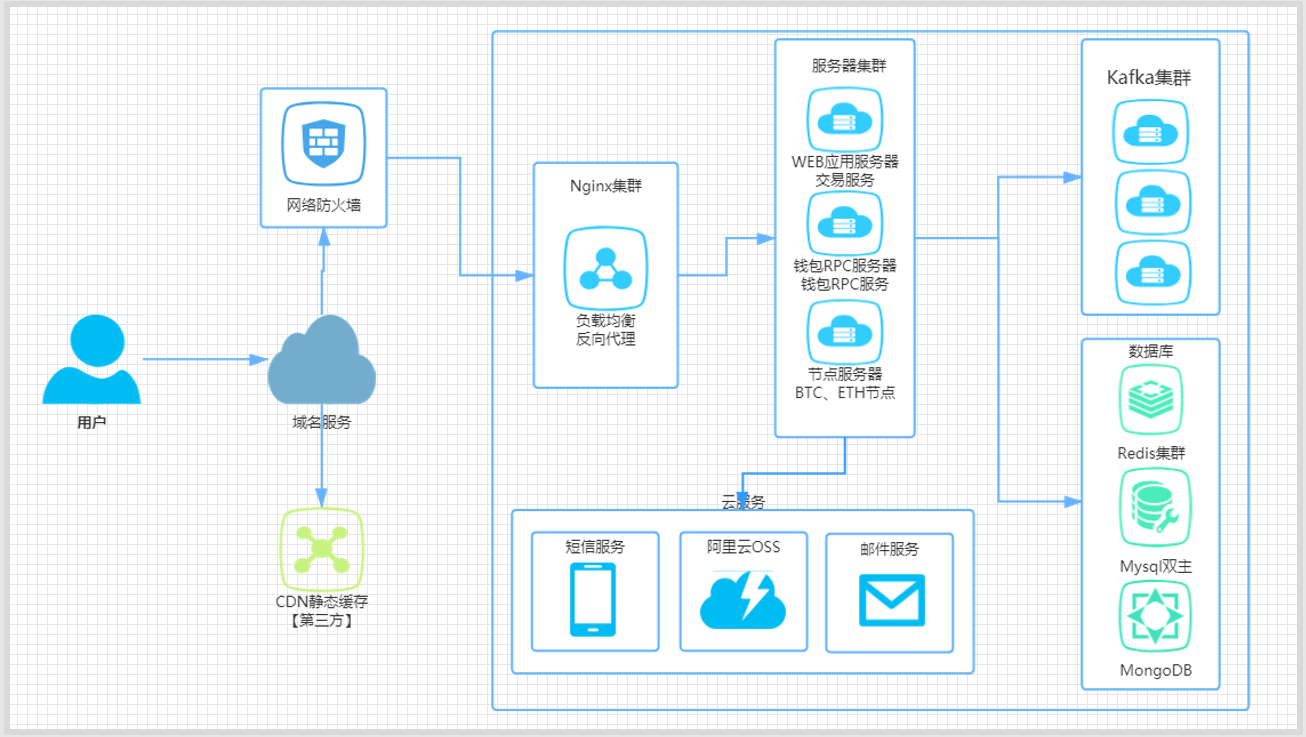 用户
域名服务
网络防火墙
CDN静态缓存
【第三方】
Nginx集群
负载均衡
反向代理
服务器集群
WEB应用服务器
交易服务
钱包RPC服务器
钱包RPC服务
节点服务器
BTC、ETH节点
云服务
短信服务
阿里云OSS
邮件服务
Kafka集群
数据库
Redis集群
Mysql双主
MongoDB